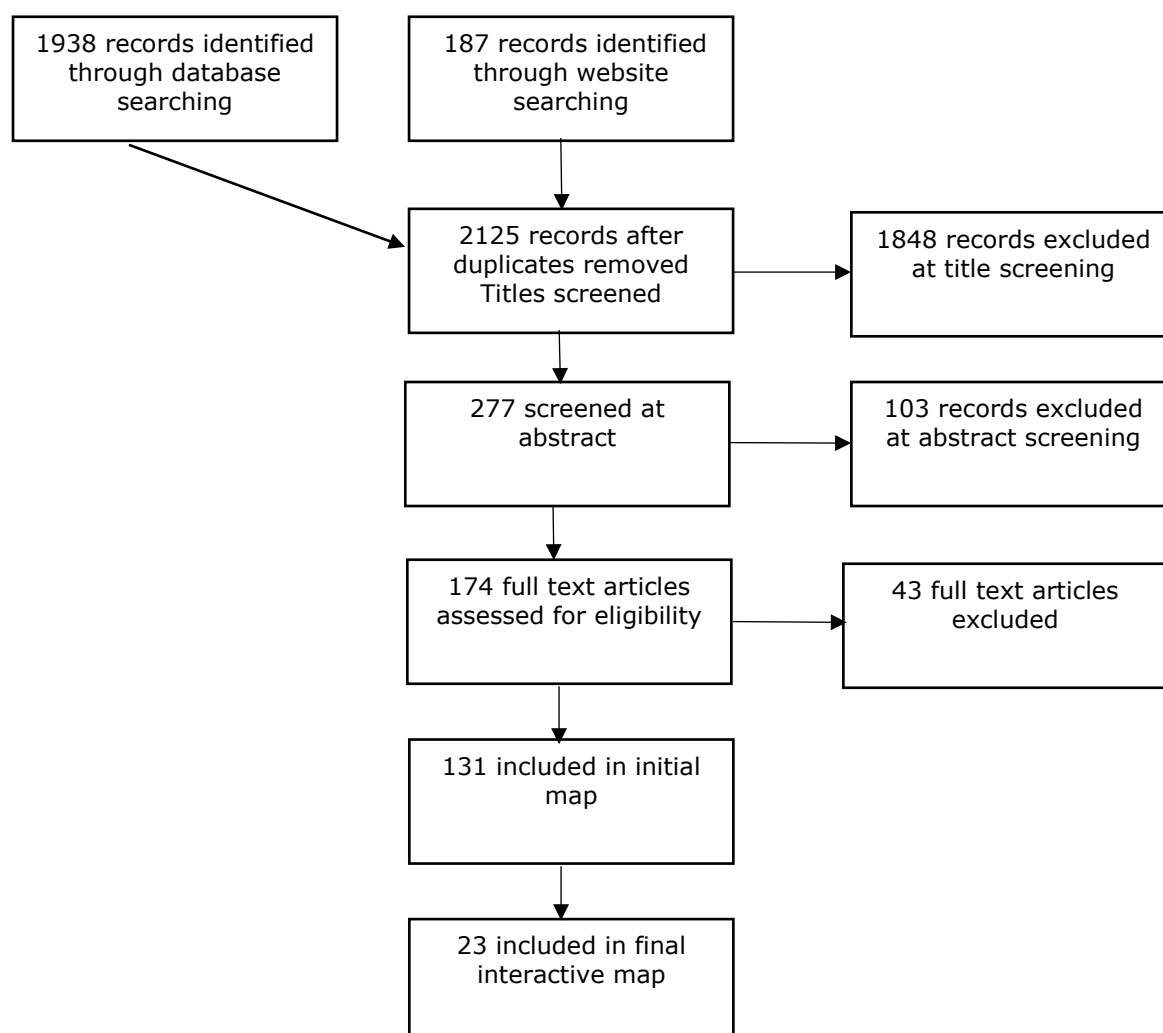 1938 records identified
through database
searching
187 records identified
through website
searching
2125 records after
duplicates removed
Titles screened
1848 records excluded
at title screening
277 screened at
abstract
103 records excluded
at abstract screening
174 full text articles
assessed for eligibility
43 full text articles
excluded
131 included in initial
map
23 included in final
interactive map